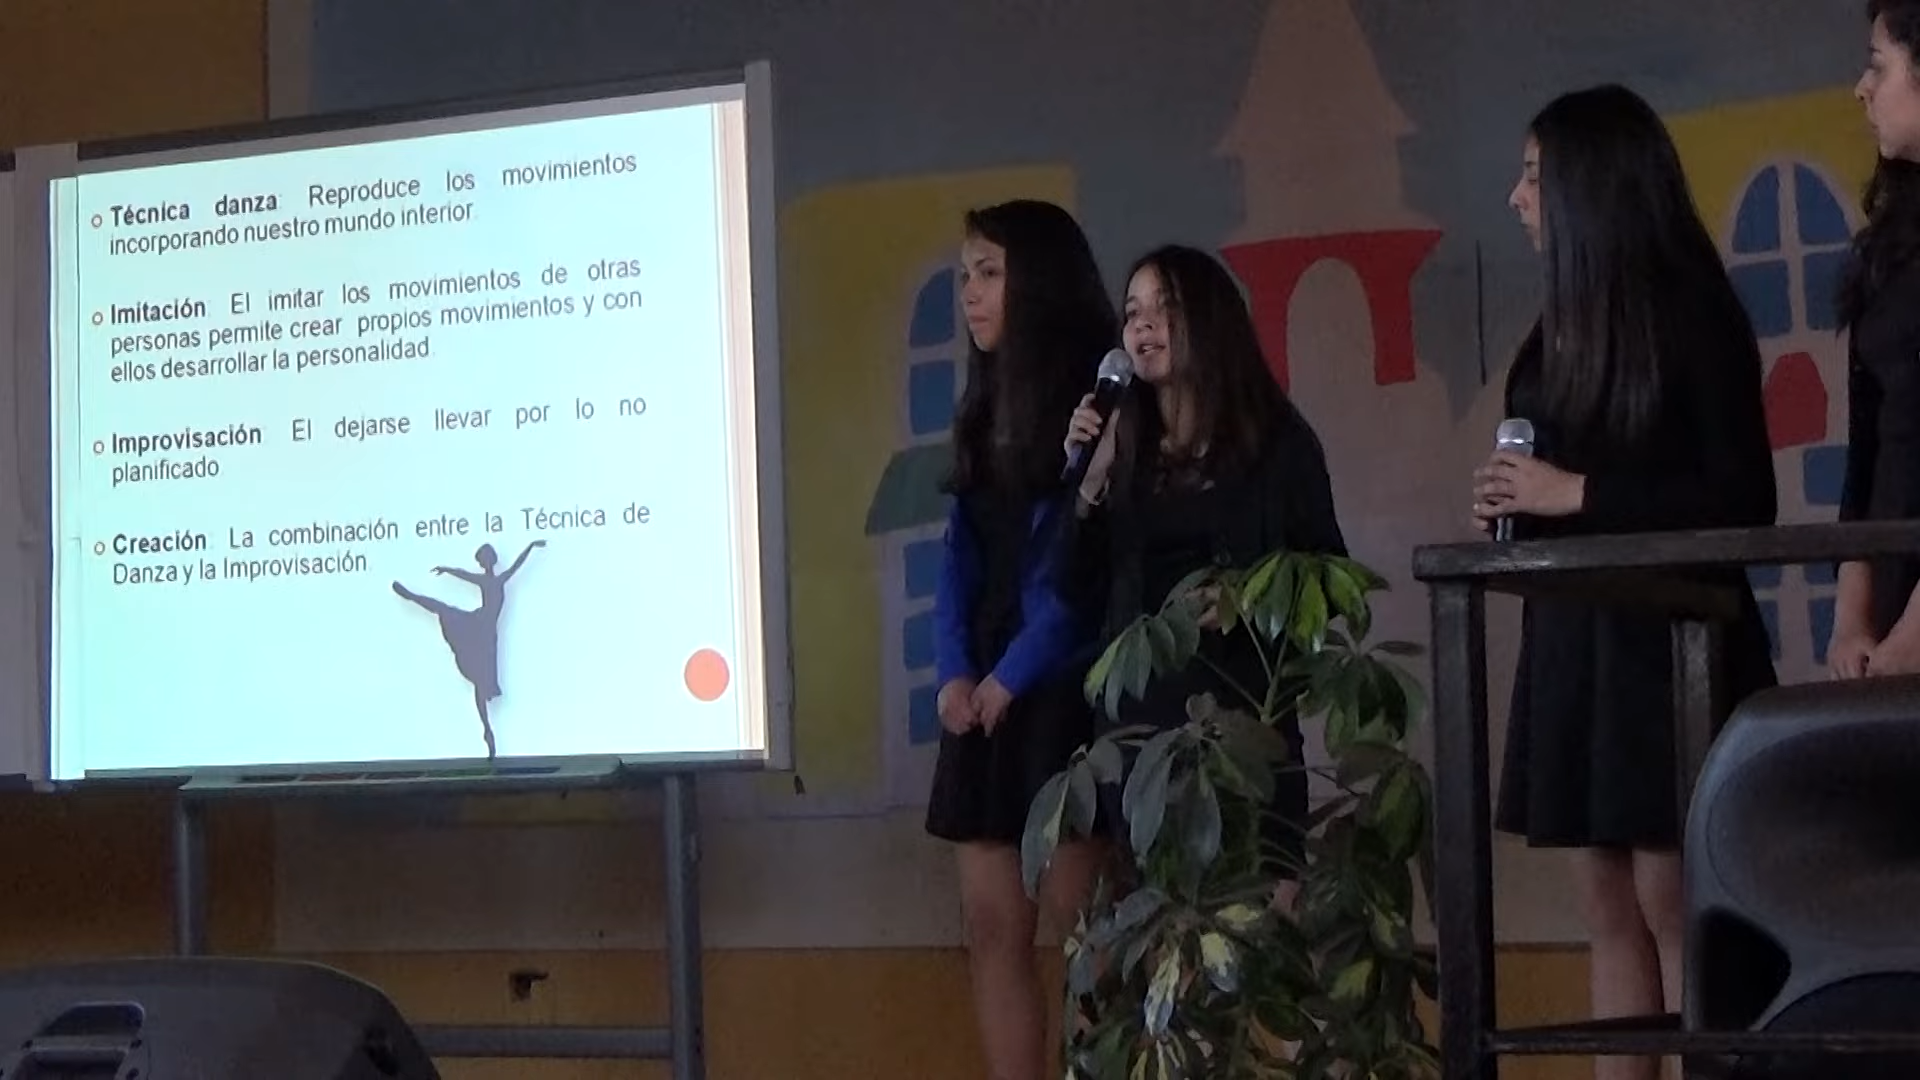 Técnica danza: Reproduce los movimientos
incorporando nuestro mundo interior.
Imitación: El imitar los movimientos de otras
personas permite crear propios movimientos y con
ellos desarrollar la personalidad.
Improvisación: El dejarse llevar por lo no
planificado
Creación: La combinación entre la Técnica de
Danza y la Improvisación.